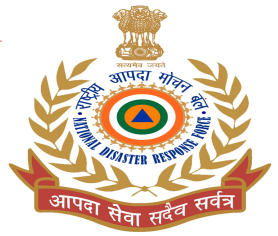 सत्यमेव जयते
राष्ट्रीय आपदा मोचन बल
NATIONAL DISASTER RESPONSE FORCE
आपदा सेवा सदैव सर्वत्र